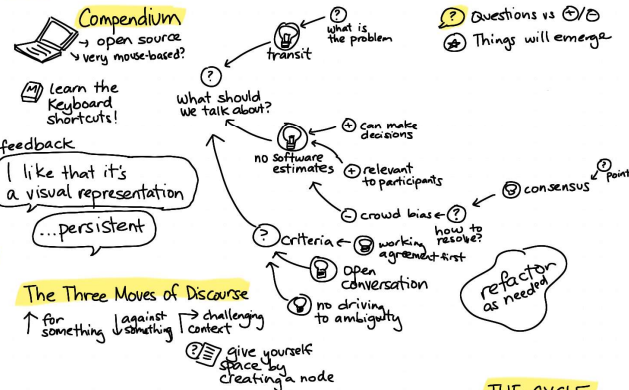 Compendium
→ open source
→ very mouse-based?
M learn the
Keyboard
shortcuts!
feedback
I like that it's
a visual representation
...persistent
? what is
the problem
transit
?
What should
we talk about?
no software
estimates
+ can make
decisions
+ relevant
to participants
- crowd bias ← ?
how to
resolve?
consensus
?
point
? criteria ← working
agreement first
open
conversation
no driving
to ambiguity
? Questions vs +/-
Things will emerge
refactor
as needed
The Three Moves of Discourse
↑ for
something
↓ against
something
→ challenging
context
? give yourself
space by
creating a node